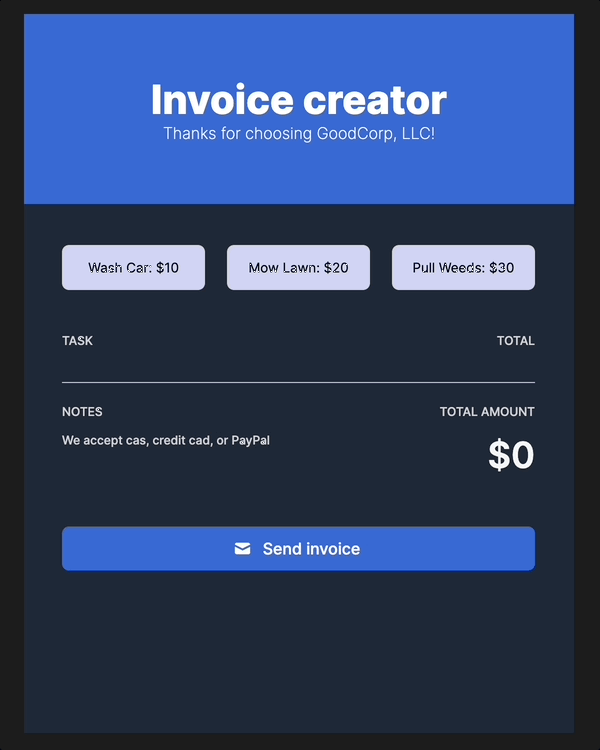 Invoice creator
Thanks for choosing GoodCorp, LLC!
Wash Car: $10 Mow Lawn: $20 Pull Weeds: $30
TASK TOTAL
NOTES TOTAL AMOUNT
We accept cas, credit cad, or PayPal
$0
Send invoice